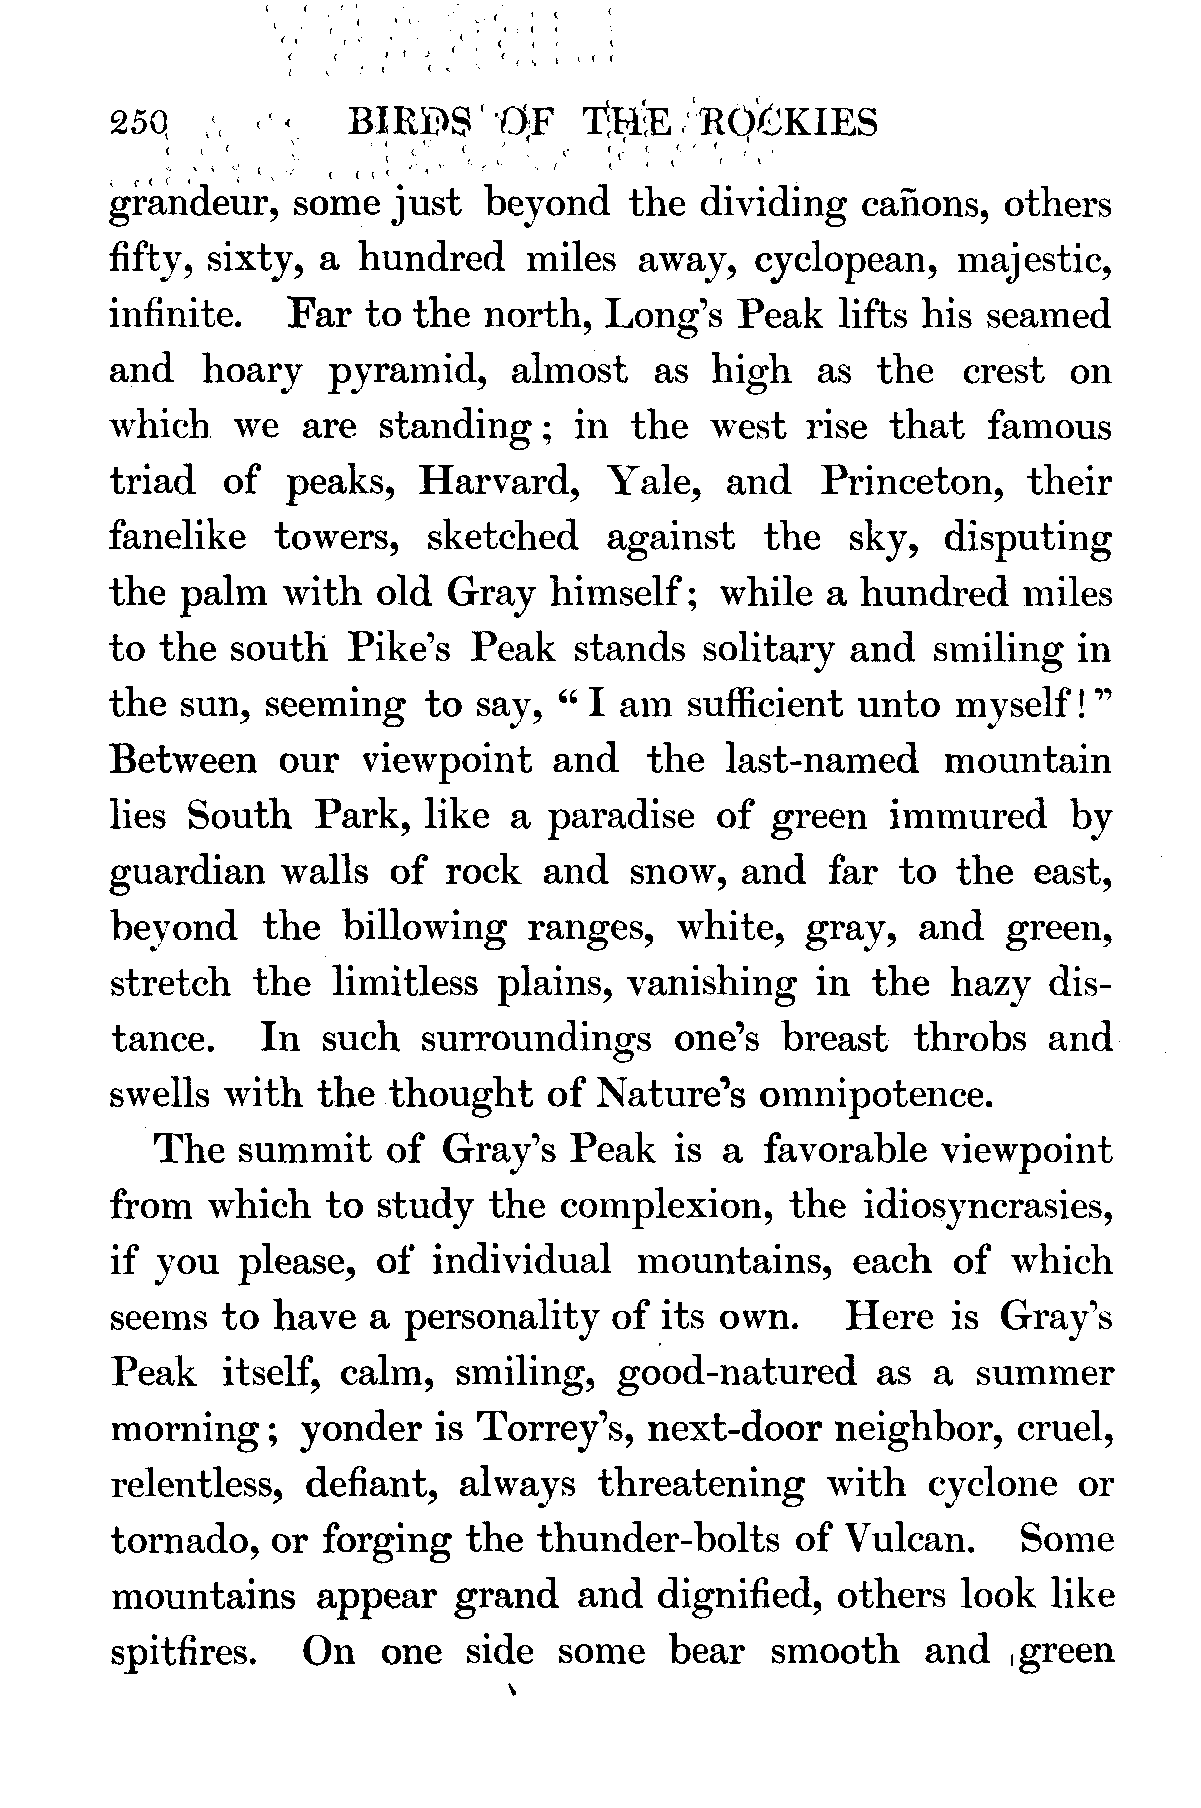 250 BIRDS OF THE ROCKIES
grandeur, some just beyond the dividing cañons, others
fifty, sixty, a hundred miles away, cyclopean, majestic,
infinite. Far to the north, Long's Peak lifts his seamed
and hoary pyramid, almost as high as the crest on
which we are standing; in the west rise that famous
triad of peaks, Harvard, Yale, and Princeton, their
fanelike towers, sketched against the sky, disputing
the palm with old Gray himself; while a hundred miles
to the south Pike's Peak stands solitary and smiling in
the sun, seeming to say, "I am sufficient unto myself!"
Between our viewpoint and the last-named mountain
lies South Park, like a paradise of green immured by
guardian walls of rock and snow, and far to the east,
beyond the billowing ranges, white, gray, and green,
stretch the limitless plains, vanishing in the hazy dis-
tance. In such surroundings one's breast throbs and
swells with the thought of Nature's omnipotence.
The summit of Gray's Peak is a favorable viewpoint
from which to study the complexion, the idiosyncrasies,
if you please, of individual mountains, each of which
seems to have a personality of its own. Here is Gray's
Peak itself, calm, smiling, good-natured as a summer
morning; yonder is Torrey's, next-door neighbor, cruel,
relentless, defiant, always threatening with cyclone or
tornado, or forging the thunder-bolts of Vulcan. Some
mountains appear grand and dignified, others look like
spitfires. On one side some bear smooth and green